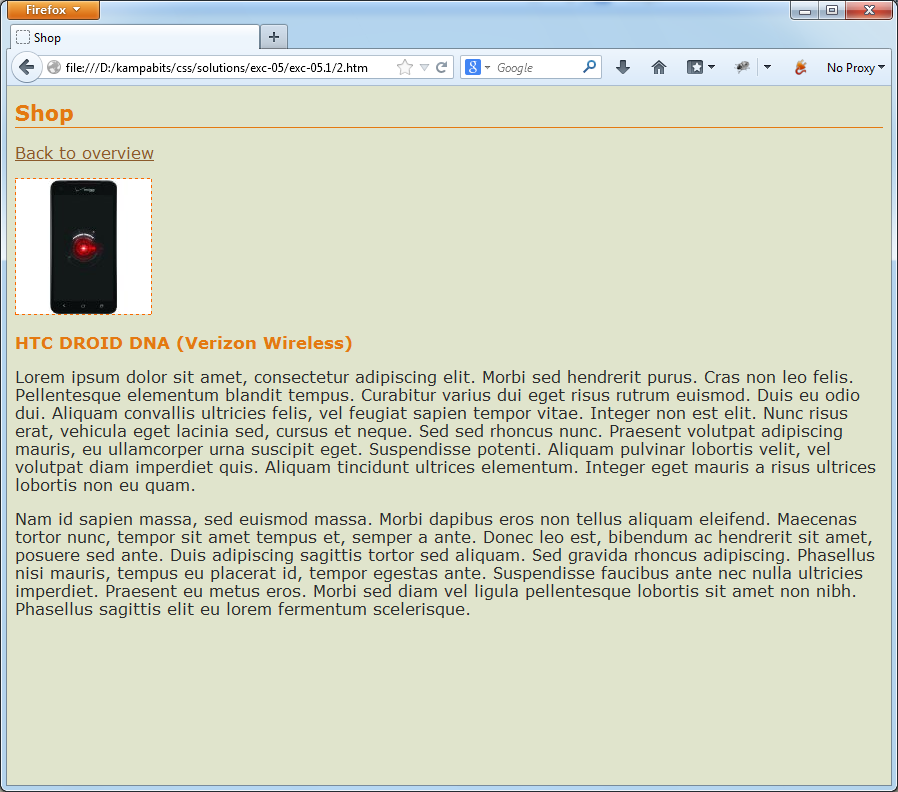 Firefox
Shop
file:///D:/kampabits/css/solutions/exc-05/exc-05.1/2.htm
Google
No Proxy
Shop
Back to overview
HTC DROID DNA (Verizon Wireless)
Lorem ipsum dolor sit amet, consectetur adipiscing elit. Morbi sed hendrerit purus. Cras non leo felis.
Pellentesque elementum blandit tempus. Curabitur varius dui eget risus rutrum euismod. Duis eu odio
dui. Aliquam convallis ultricies felis, vel feugiat sapien tempor vitae. Integer non est elit. Nunc risus
erat, vehicula eget lacinia sed, cursus et neque. Sed sed rhoncus nunc. Praesent volutpat adipiscing
mauris, eu ullamcorper urna suscipit eget. Suspendisse potenti. Aliquam pulvinar lobortis velit, vel
volutpat diam imperdiet quis. Aliquam tincidunt ultrices elementum. Integer eget mauris a risus ultrices
lobortis non eu quam.
Nam id sapien massa, sed euismod massa. Morbi dapibus eros non tellus aliquam eleifend. Maecenas
tortor nunc, tempor sit amet tempus et, semper a ante. Donec leo est, bibendum ac hendrerit sit amet,
posuere sed ante. Duis adipiscing sagittis tortor sed aliquam. Sed gravida rhoncus adipiscing. Phasellus
nisi mauris, tempus eu placerat id, tempor egestas ante. Suspendisse faucibus ante nec nulla ultricies
imperdiet. Praesent eu metus eros. Morbi sed diam vel ligula pellentesque lobortis sit amet non nibh.
Phasellus sagittis elit eu lorem fermentum scelerisque.